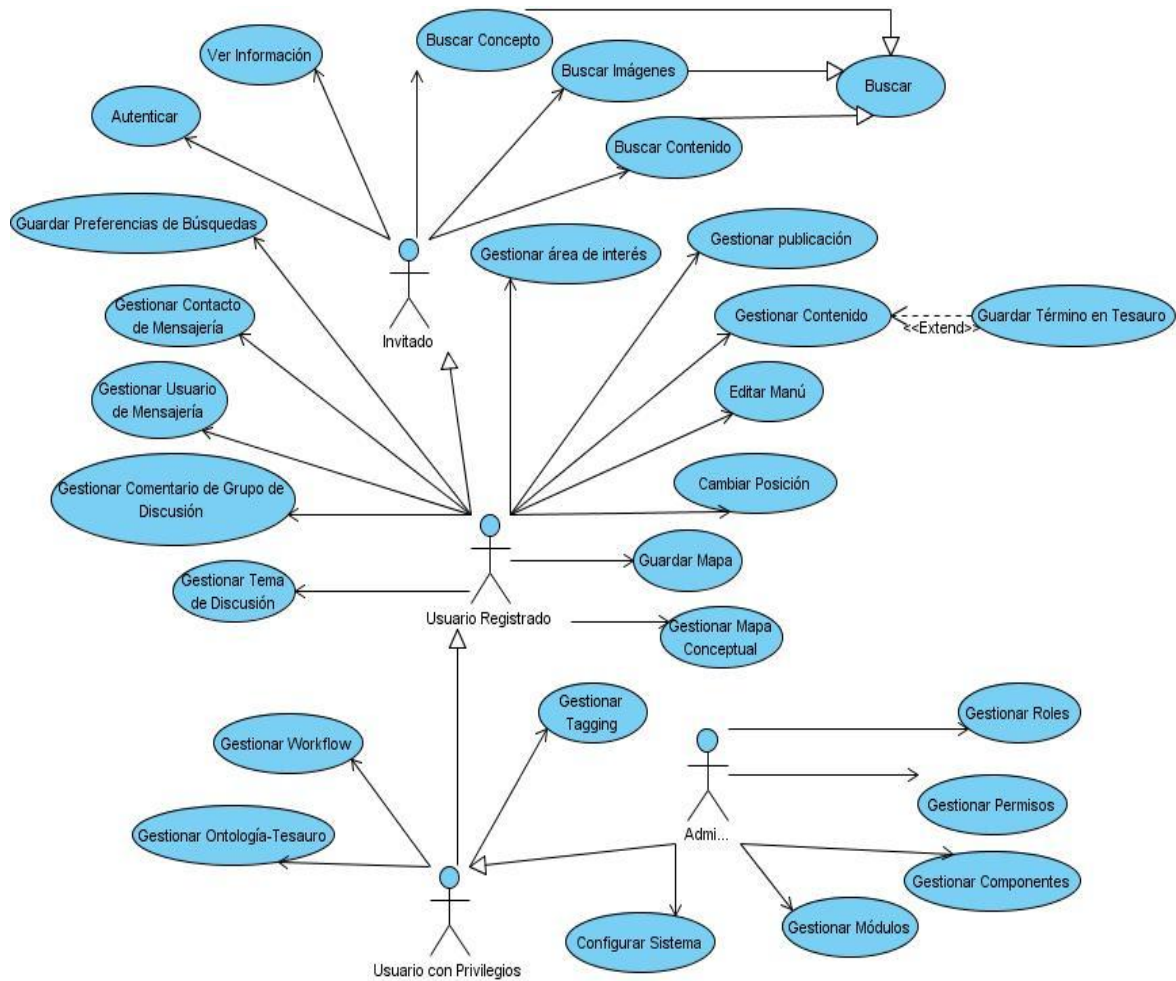 Buscar Concepto
Ver Información
Buscar Imágenes
Buscar
Autenticar
Buscar Contenido
Guardar Preferencias de Búsquedas
Gestionar área de interés
Gestionar publicación
Gestionar Contacto
de Mensajería
Invitado
Gestionar Contenido
Guardar Término en Tesauro
<<Extend>>
Gestionar Usuario
de Mensajería
Editar Manú
Gestionar Comentario de Grupo de
Discusión
Cambiar Posición
Guardar Mapa
Gestionar Tema
de Discusión
Usuario Registrado
Gestionar Mapa
Conceptual
Gestionar
Tagging
Gestionar Roles
Gestionar Workflow
Gestionar Permisos
Gestionar Ontología-Tesauro
Admi...
Gestionar Componentes
Gestionar Módulos
Configurar Sistema
Usuario con Privilegios